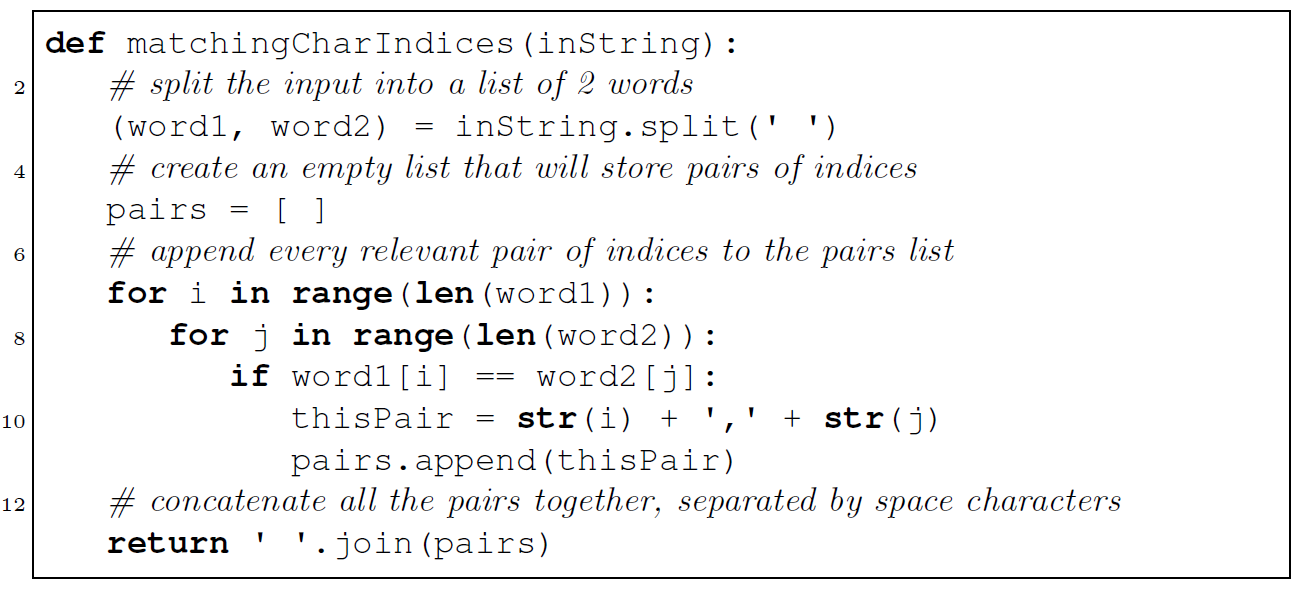 def matchingCharIndices(inString):
2 # split the input into a list of 2 words
(word1, word2) = inString.split(' ')
4 # create an empty list that will store pairs of indices
pairs = [ ]
6 # append every relevant pair of indices to the pairs list
for i in range(len(word1)):
8 for j in range(len(word2)):
if word1[i] == word2[j]:
10 thisPair = str(i) + ',' + str(j)
pairs.append(thisPair)
12 # concatenate all the pairs together, separated by space characters
return ' '.join(pairs)